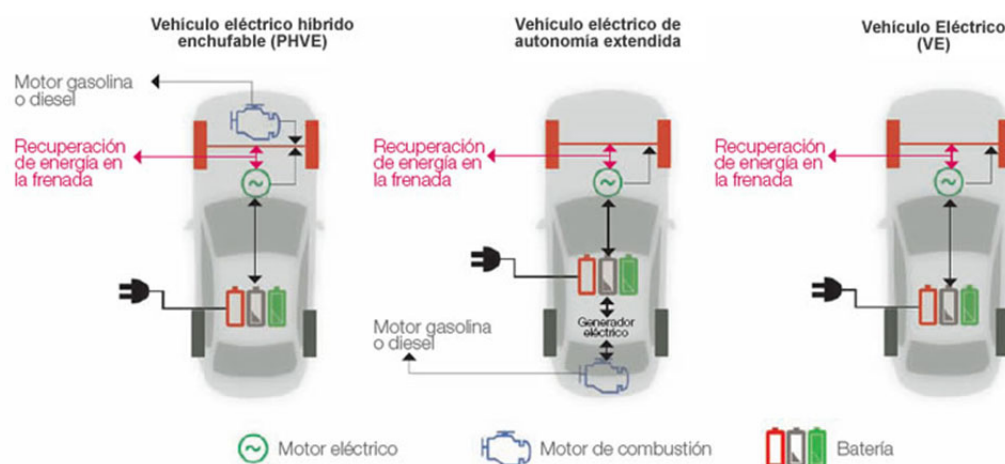 Vehículo eléctrico híbrido
enchufable (PHVE)
Motor gasolina
o diesel
Recuperación
de energía en
la frenada
Vehículo eléctrico de
autonomía extendida
Recuperación
de energía en
la frenada
Generador
eléctrico
Motor gasolina
o diesel
Vehículo Eléctrico
(VE)
Recuperación
de energía en
la frenada
Motor eléctrico
Motor de combustión
Batería